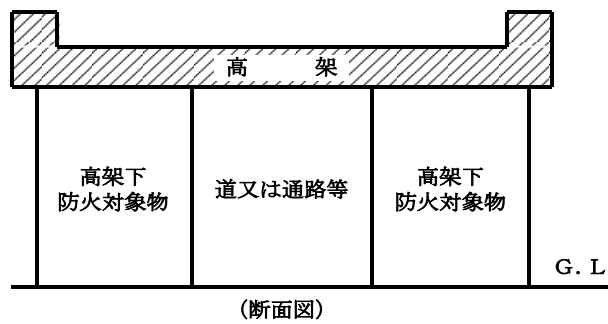 高　　架
高架下
防火対象物
道又は通路等
高架下
防火対象物
G. L
(断面図)